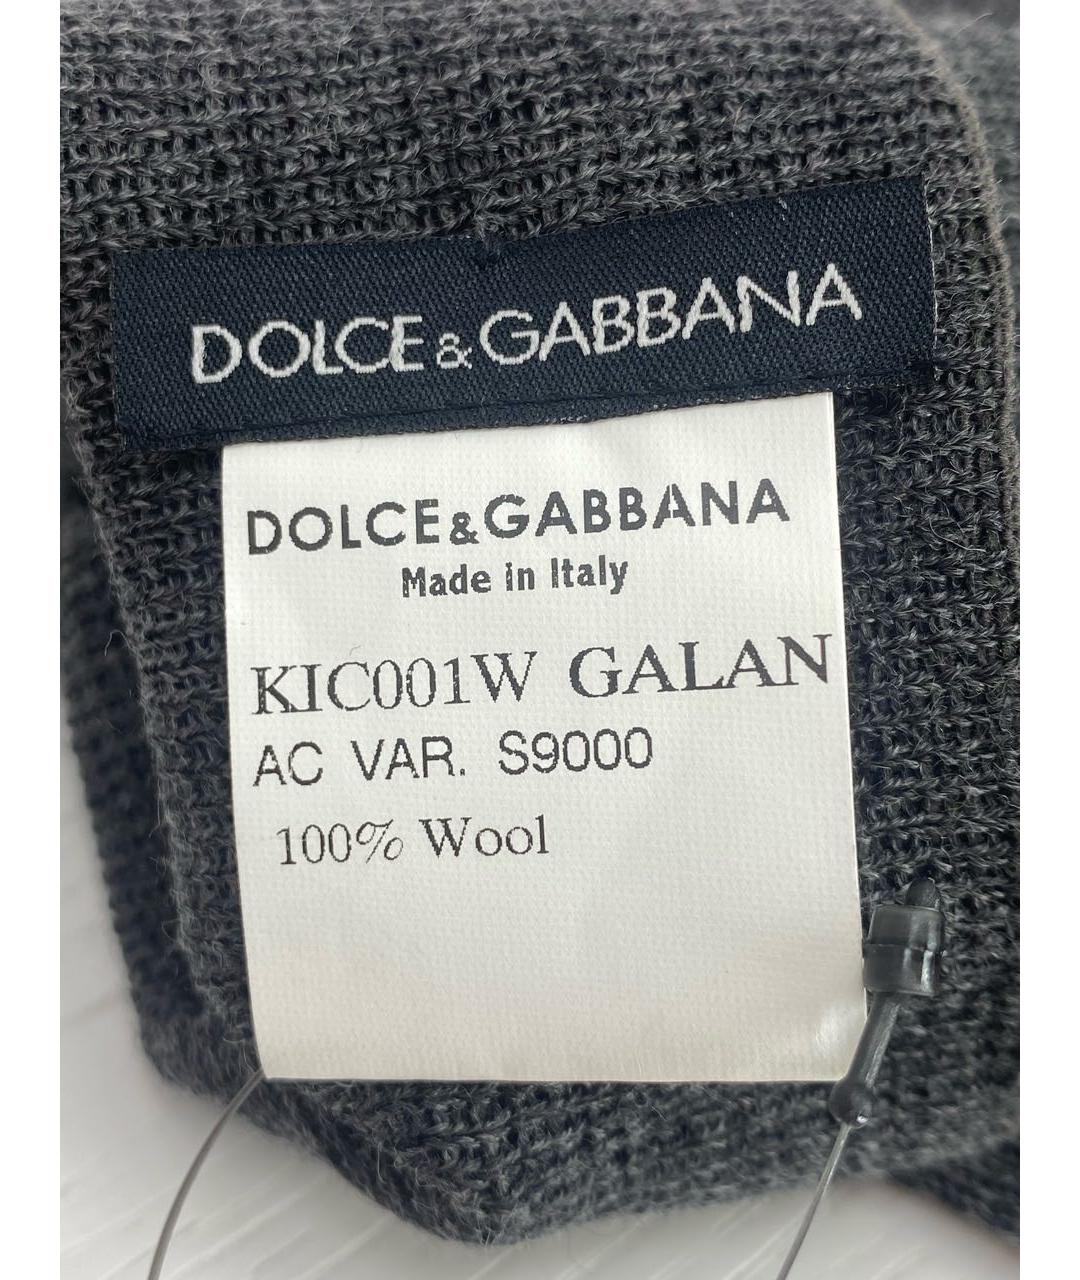 DOLCE&GABBANA
DOLCE&GABBANA
Made in Italy
KIC001W GALAN
AC VAR. S9000
100% Wool